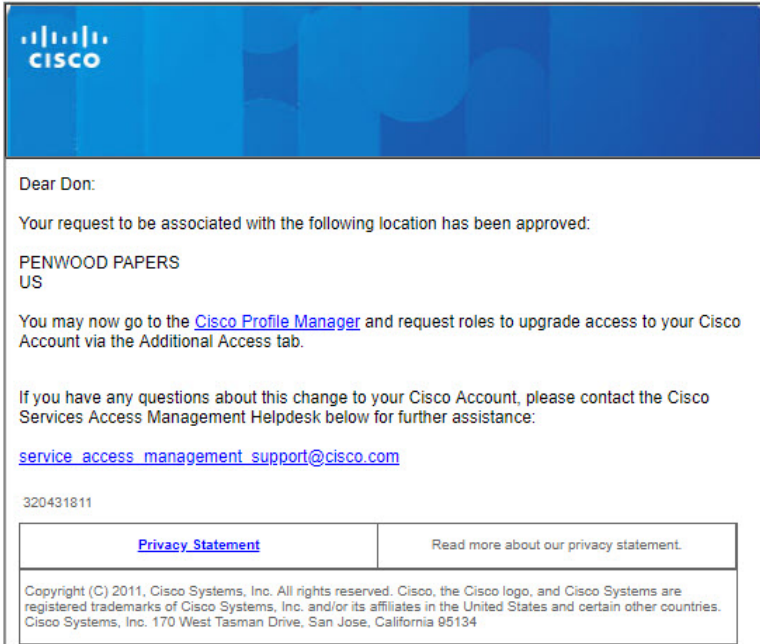 CISCO
Dear Don:
Your request to be associated with the following location has been approved:
PENWOOD PAPERS
US
You may now go to the Cisco Profile Manager and request roles to upgrade access to your Cisco
Account via the Additional Access tab.
If you have any questions about this change to your Cisco Account, please contact the Cisco
Services Access Management Helpdesk below for further assistance:
service_access_management_support@cisco.com
320431811
Privacy Statement
Read more about our privacy statement.
Copyright (C) 2011, Cisco Systems, Inc. All rights reserved. Cisco, the Cisco logo, and Cisco Systems are
registered trademarks of Cisco Systems, Inc. and/or its affiliates in the United States and certain other countries.
Cisco Systems, Inc. 170 West Tasman Drive, San Jose, California 95134